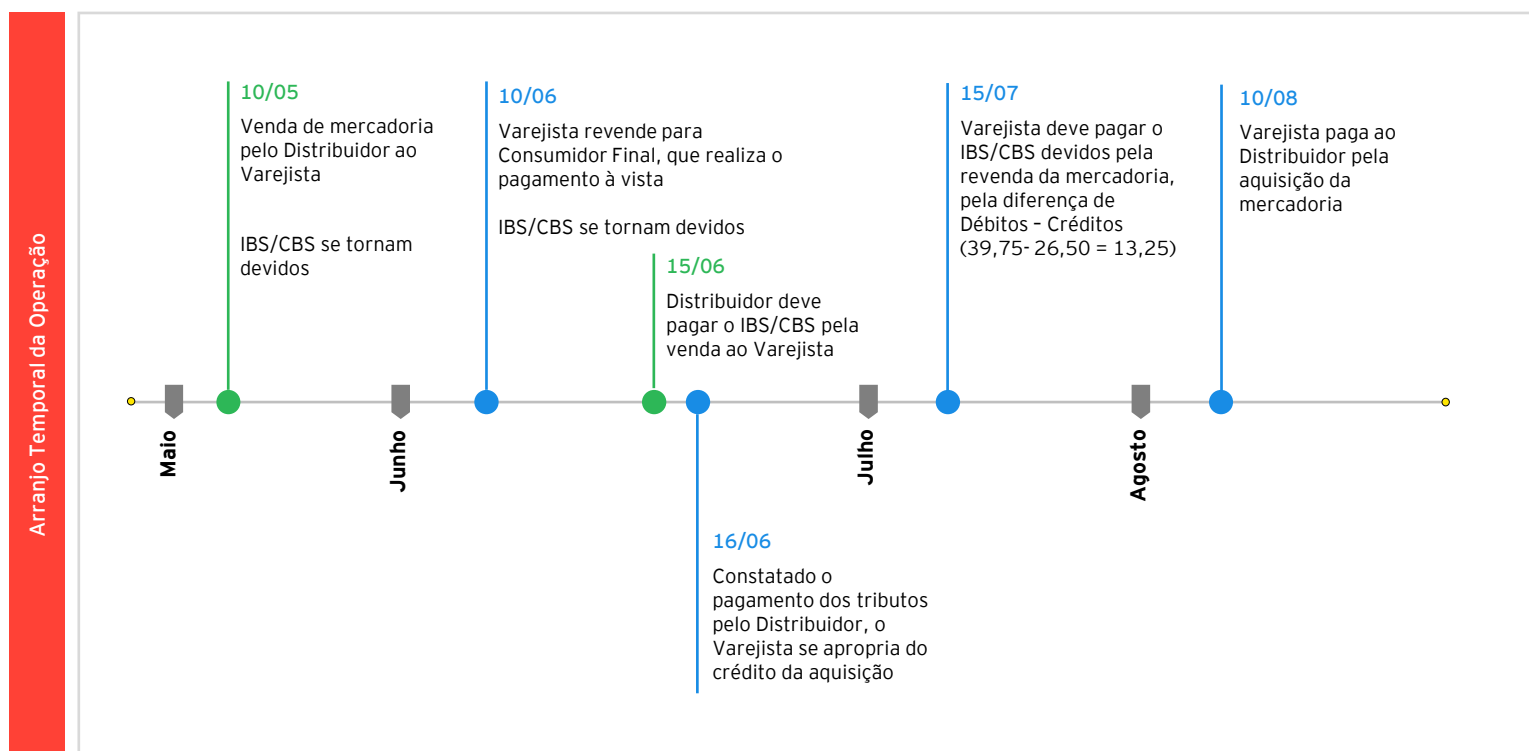 Arranjo Temporal da Operação
10/05
Venda de mercadoria
pelo Distribuidor ao
Varejista
IBS/CBS se tornam
devidos
10/06
Varejista revende para
Consumidor Final, que realiza o
pagamento à vista
IBS/CBS se tornam devidos
15/06
Distribuidor deve
pagar o IBS/CBS pela
venda ao Varejista
15/07
Varejista deve pagar o
IBS/CBS devidos pela
revenda da mercadoria,
pela diferença de
Débitos – Créditos
(39,75- 26,50 = 13,25)
10/08
Varejista paga ao
Distribuidor pela
aquisição da
mercadoria
Maio
Junho
Julho
Agosto
16/06
Constatado o
pagamento dos tributos
pelo Distribuidor, o
Varejista se apropria do
crédito da aquisição